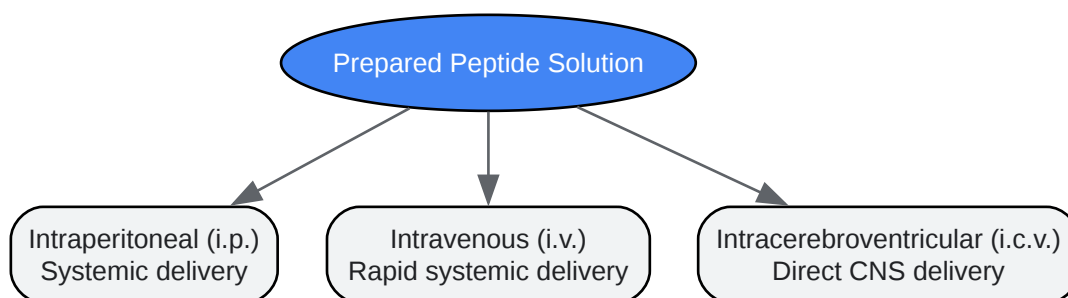 Prepared Peptide Solution
Intraperitoneal (i.p.)
Systemic delivery
Intravenous (i.v.)
Rapid systemic delivery
Intracerebroventricular (i.c.v.)
Direct CNS delivery